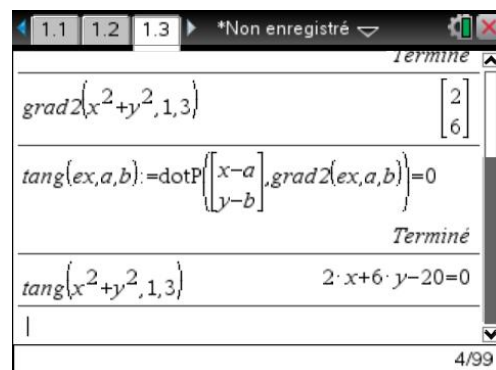 1.1 1.2 1.3 *Non enregistré
Terminé
grad2(x²+y²,1,3) [2 6]
tang(ex,a,b):=dotP([x−a y−b],grad2(ex,a,b))=0
Terminé
tang(x²+y²,1,3) 2·x+6·y−20=0
4/99